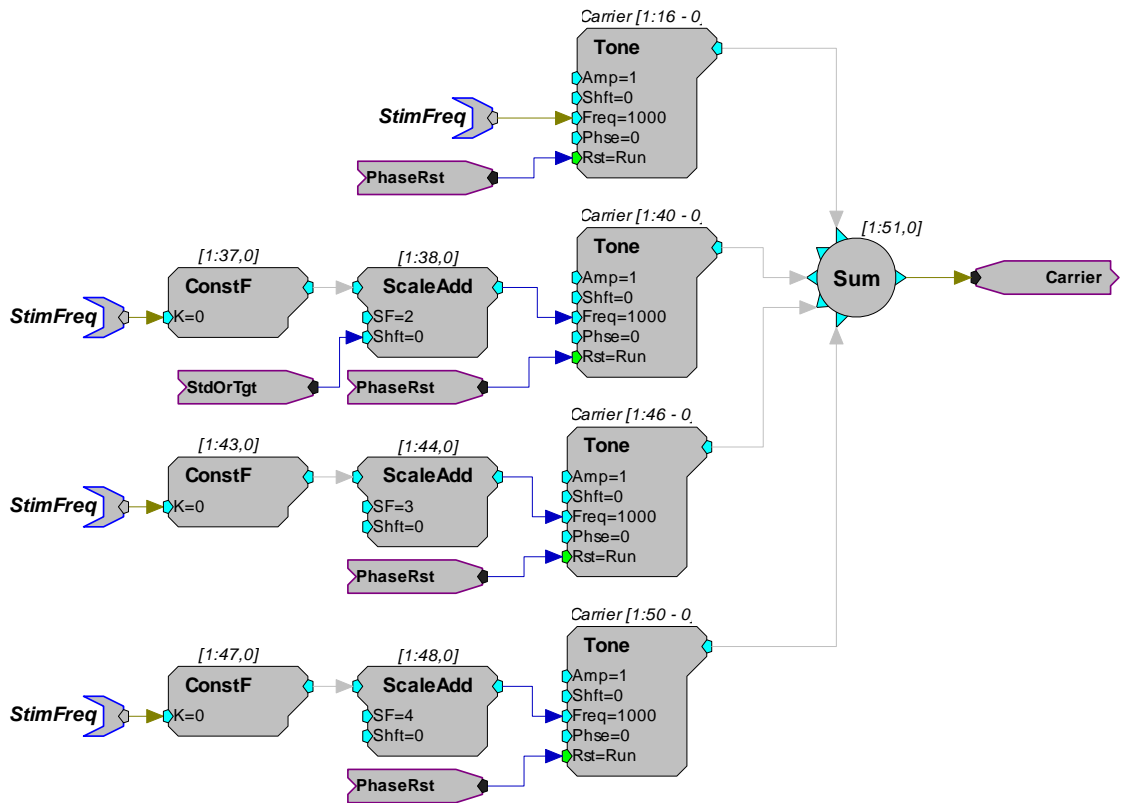 Carrier [1:16 - 0
Tone
Amp=1
Shft=0
StimFreq
Freq=1000
Phse=0
PhaseRst
Rst=Run
Carrier [1:40 - 0
Tone
[1:37,0]
[1:38,0]
[1:51,0]
ConstF
ScaleAdd
Amp=1
Sum
Carrier
Shft=0
StimFreq
K=0
SF=2
Freq=1000
Shft=0
Phse=0
StdOrTgt
PhaseRst
Rst=Run
Carrier [1:46 - 0
Tone
[1:43,0]
[1:44,0]
ConstF
ScaleAdd
Amp=1
Shft=0
StimFreq
K=0
SF=3
Freq=1000
Shft=0
Phse=0
PhaseRst
Rst=Run
Carrier [1:50 - 0
Tone
[1:47,0]
[1:48,0]
ConstF
ScaleAdd
Amp=1
Shft=0
StimFreq
K=0
SF=4
Freq=1000
Shft=0
Phse=0
PhaseRst
Rst=Run